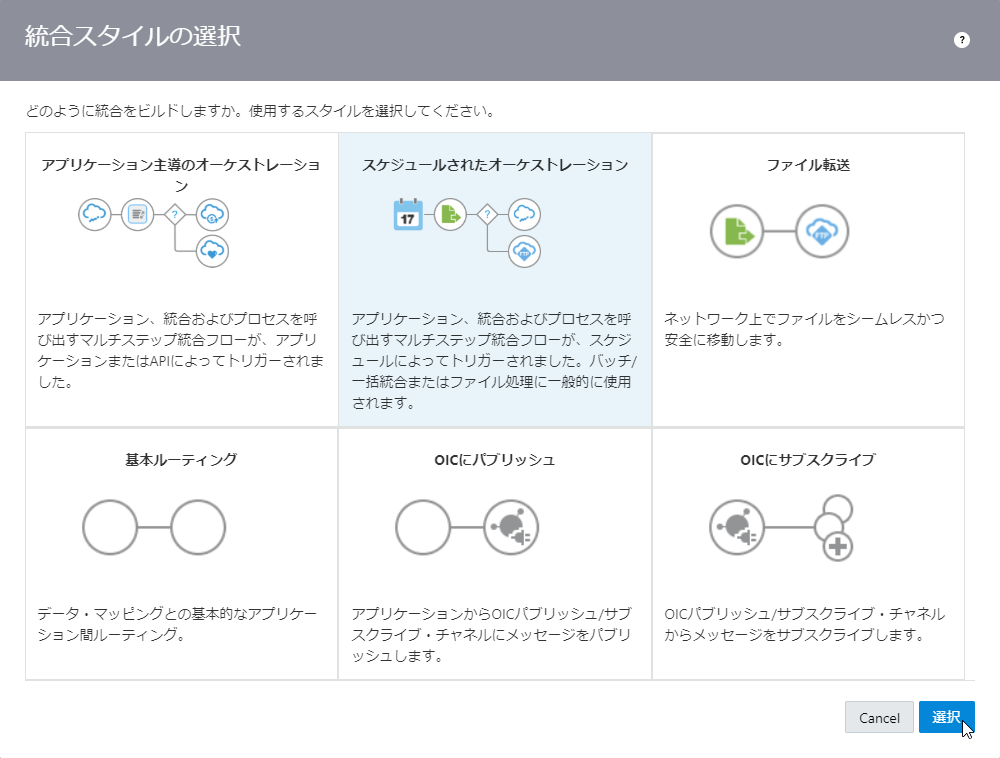 統合スタイルの選択
?
どのように統合をビルドしますか。使用するスタイルを選択してください。
アプリケーション主導のオーケストレーショ
ン
?
アプリケーション、統合およびプロセスを呼
び出すマルチステップ統合フローが、アプリ
ケーションまたはAPIによってトリガーされま
した。
スケジュールされたオーケストレーション
17
?
FTP
アプリケーション、統合およびプロセスを呼
び出すマルチステップ統合フローが、スケジ
ュールによってトリガーされました。バッチ/
一括統合またはファイル処理に一般的に使用
されます。
ファイル転送
FTP
ネットワーク上でファイルをシームレスかつ
安全に移動します。
基本ルーティング
データ・マッピングとの基本的なアプリケー
ション間ルーティング。
OICにパブリッシュ
アプリケーションからOICパブリッシュ/サブ
スクライブ・チャネルにメッセージをパブリ
ッシュします。
OICにサブスクライブ
OICパブリッシュ/サブスクライブ・チャネル
からメッセージをサブスクライブします。
Cancel
選択